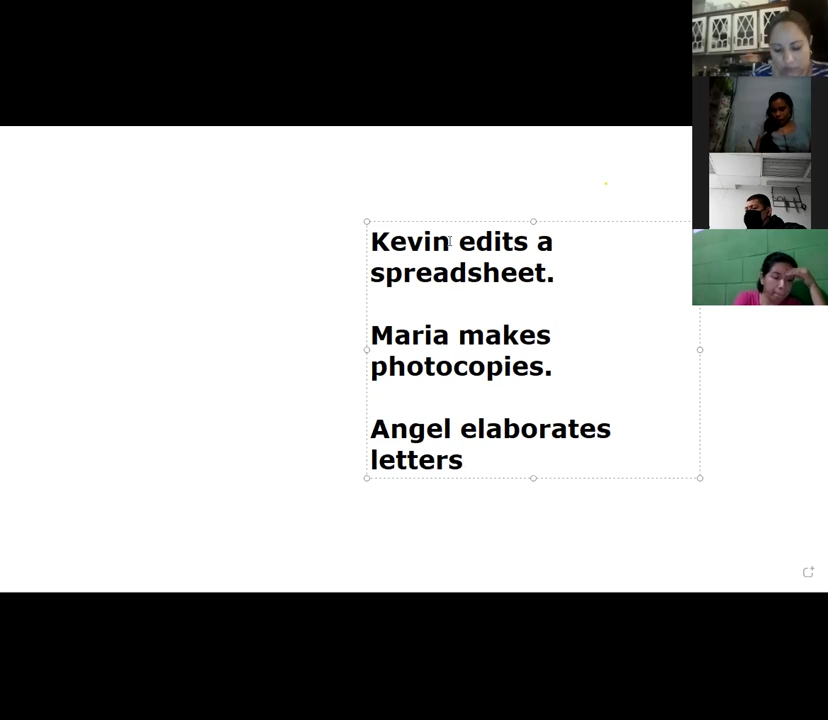 Kevin edits a
spreadsheet.
Maria makes
photocopies.
Angel elaborates
letters